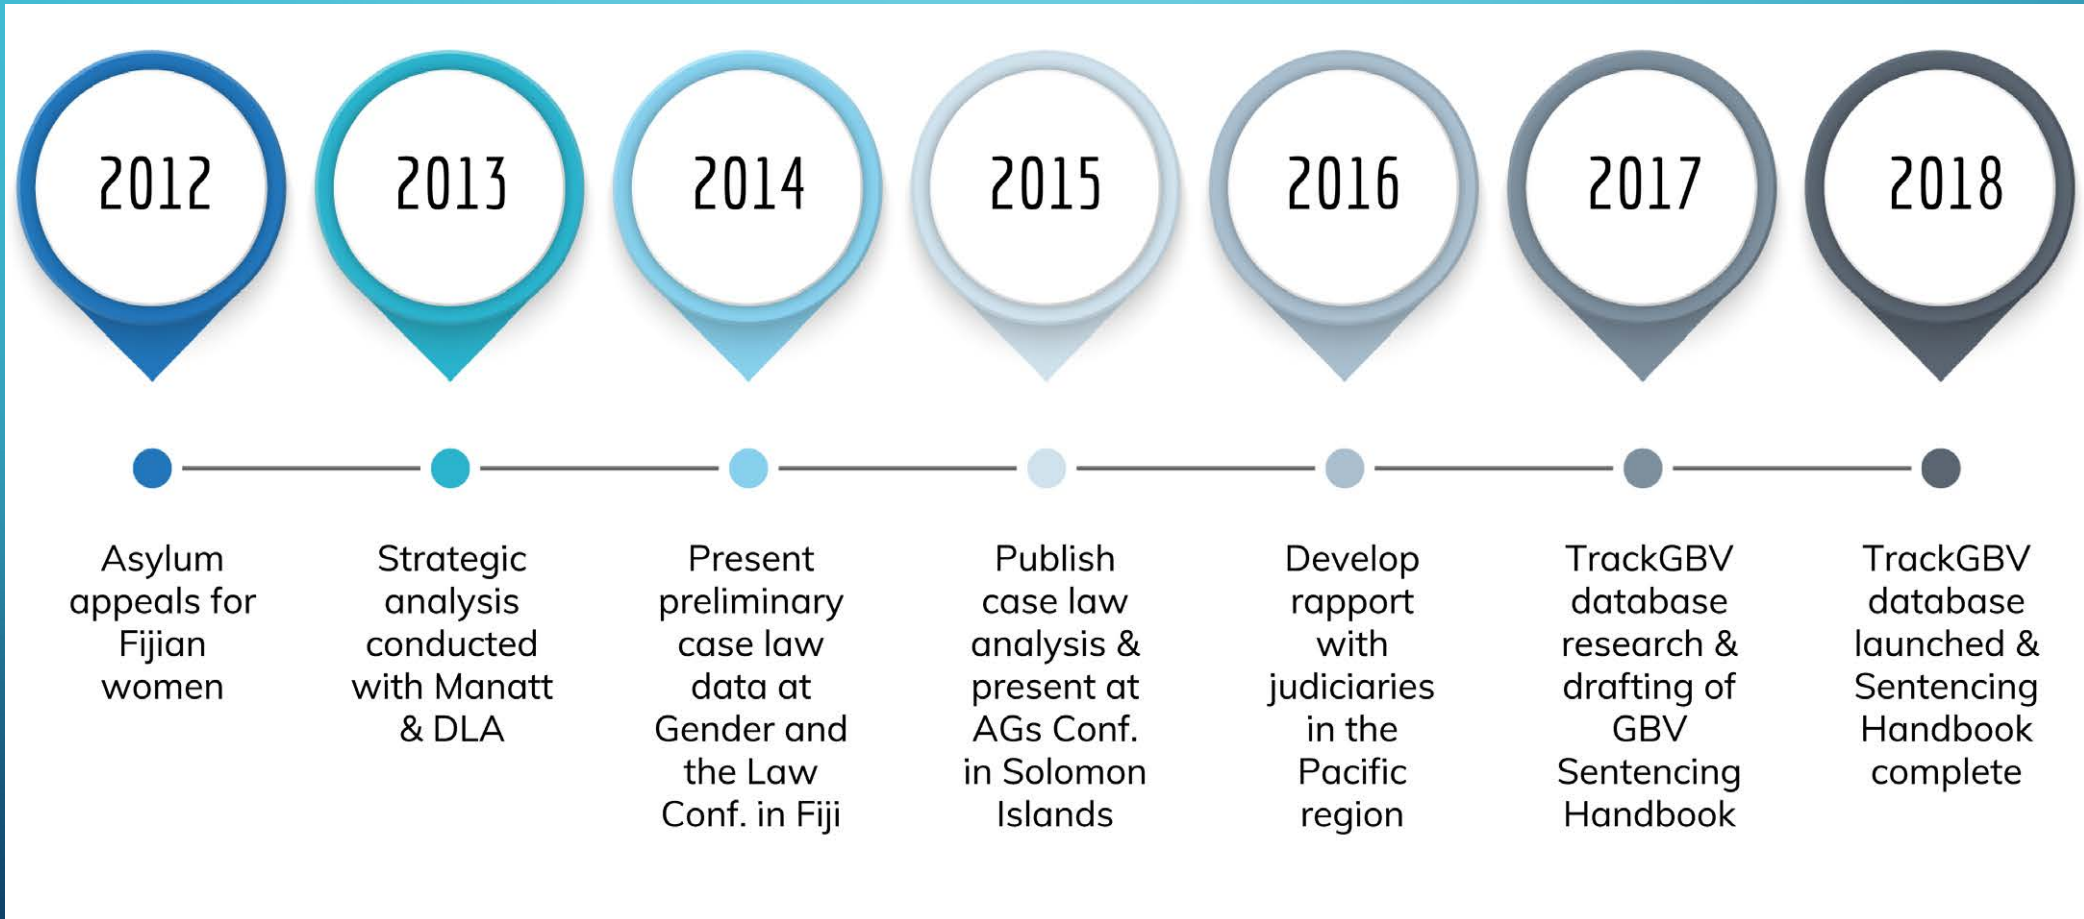 2012
2013
2014
2015
2016
2017
2018
Asylum
appeals for
Fijian
women
Strategic
analysis
conducted
with Manatt
& DLA
Present
preliminary
case law
data at
Gender and
the Law
Conf. in Fiji
Publish
case law
analysis &
present at
AGs Conf.
in Solomon
Islands
Develop
rapport
with
judiciaries
in the
Pacific
region
TrackGBV
database
research &
drafting of
GBV
Sentencing
Handbook
TrackGBV
database
launched &
Sentencing
Handbook
complete